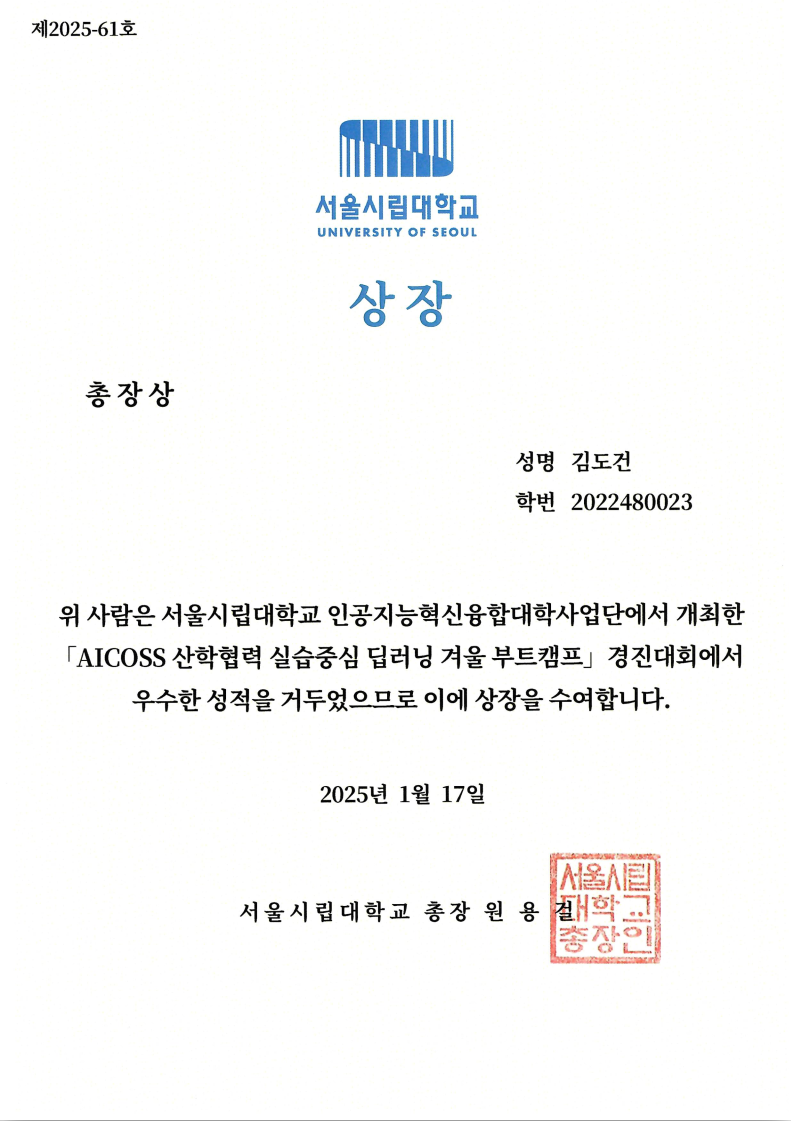 제2025-61호
서울시립대학교
UNIVERSITY OF SEOUL
상장
총장상
성명 김도건
학번 2022480023
위 사람은 서울시립대학교 인공지능혁신융합대학사업단에서 개최한
「AICOSS 산학협력 실습중심 딥러닝 겨울 부트캠프」 경진대회에서
우수한 성적을 거두었으므로 이에 상장을 수여합니다.
2025년 1월 17일
서울시립대학교 총장 원용걸
서울시립
대학교
총장인